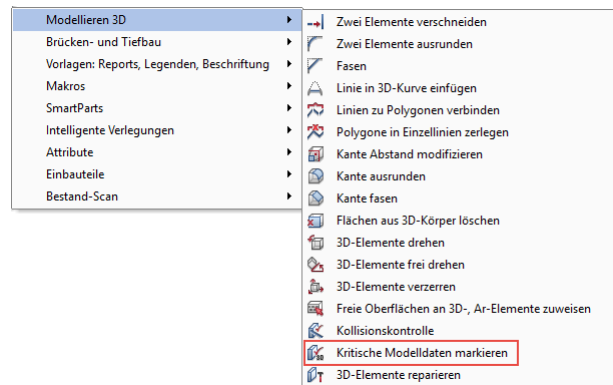 Modellieren 3D
Brücken- und Tiefbau
Vorlagen: Reports, Legenden, Beschriftung
Makros
SmartParts
Intelligente Verlegungen
Attribute
Einbauteile
Bestand-Scan
Zwei Elemente verschneiden
Zwei Elemente ausrunden
Fasen
Linie in 3D-Kurve einfügen
Linien zu Polygonen verbinden
Polygone in Einzellinien zerlegen
Kante Abstand modifizieren
Kante ausrunden
Kante fasen
Flächen aus 3D-Körper löschen
3D-Elemente drehen
3D-Elemente frei drehen
3D-Elemente verzerren
Freie Oberflächen an 3D-, Ar-Elemente zuweisen
Kollisionskontrolle
Kritische Modelldaten markieren
3D-Elemente reparieren